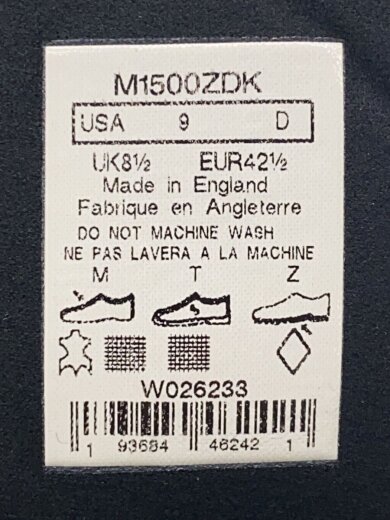 M1500ZDK
USA 9 D
UK8½ EUR42½
Made in England
Fabrique en Angleterre
DO NOT MACHINE WASH
NE PAS LAVERA A LA MACHINE
M T Z
W026233
1 93684 46242 1